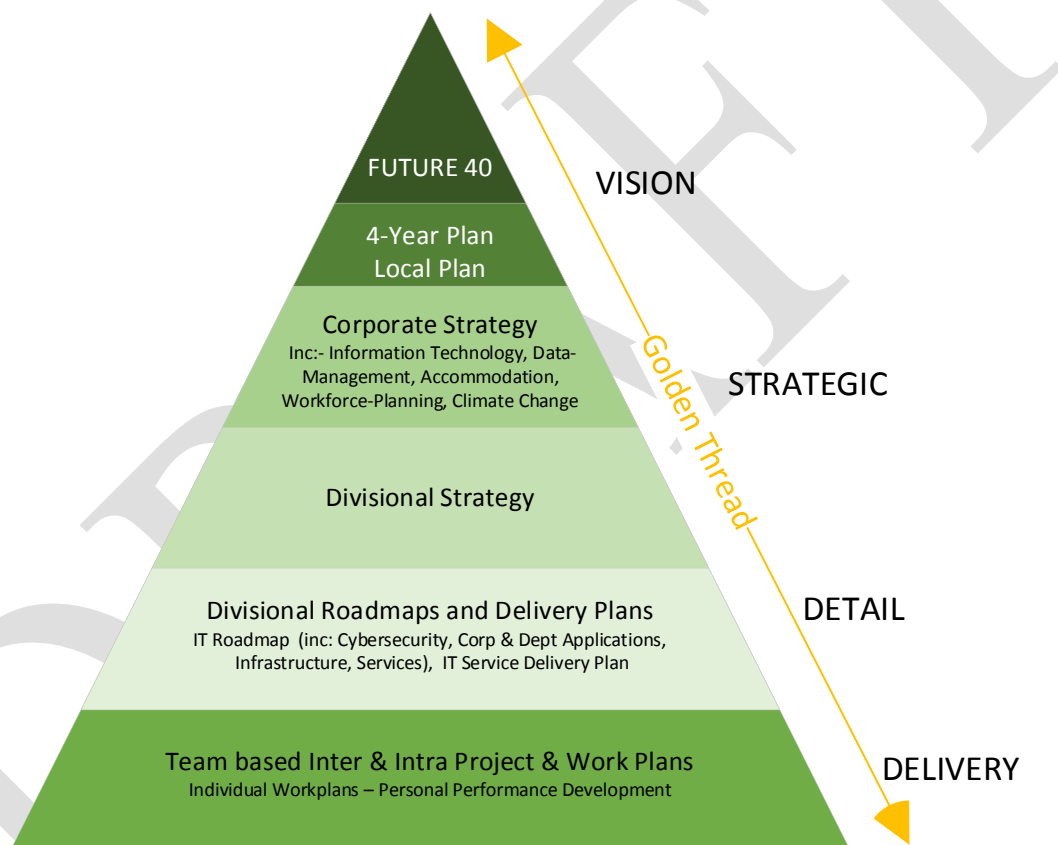 FUTURE 40
VISION
4-Year Plan
Local Plan
Corporate Strategy
Inc:- Information Technology, Data-
Management, Accommodation,
Workforce-Planning, Climate Change
STRATEGIC
Golden Thread
Divisional Strategy
Divisional Roadmaps and Delivery Plans
IT Roadmap (inc: Cybersecurity, Corp & Dept Applications,
Infrastructure, Services), IT Service Delivery Plan
DETAIL
Team based Inter & Intra Project & Work Plans
Individual Workplans – Personal Performance Development
DELIVERY
DRAFT